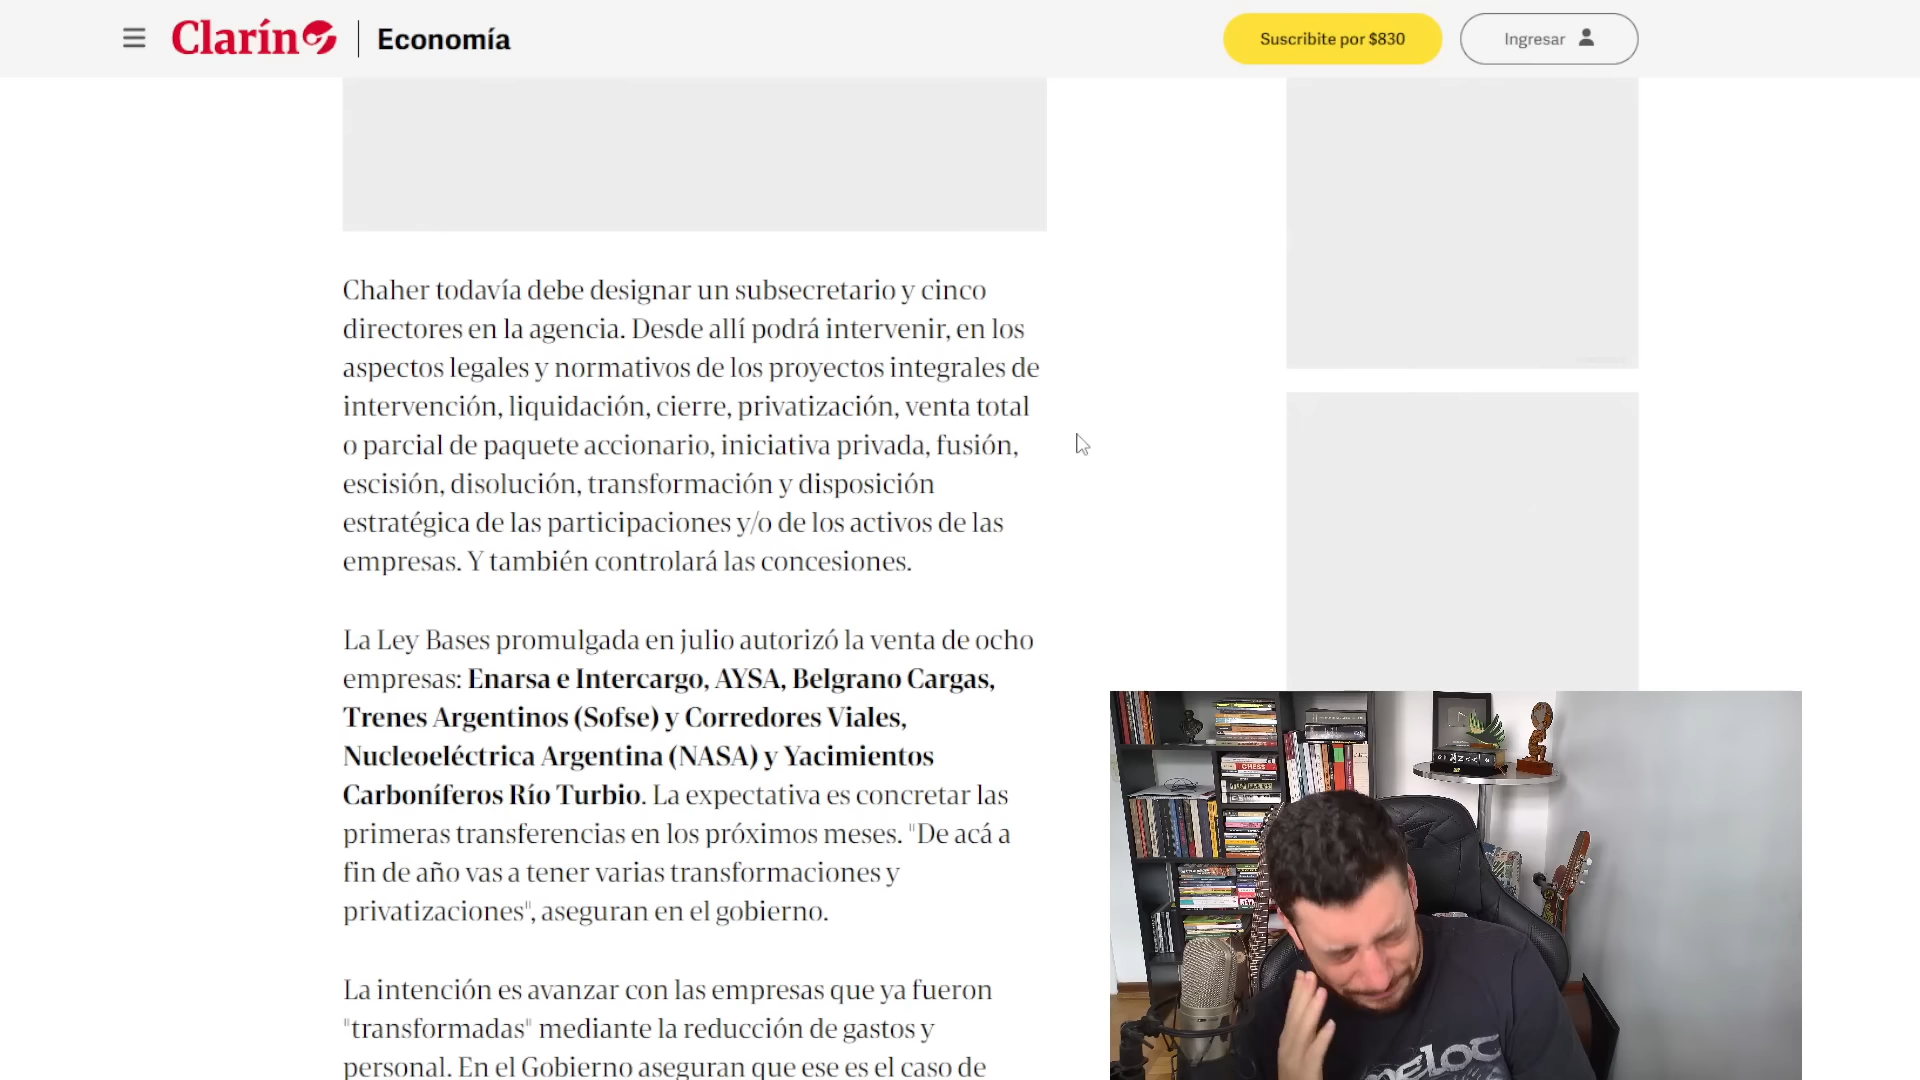 Clarín
Economía
Suscribite por $830
Ingresar
Chaher todavía debe designar un subsecretario y cinco
directores en la agencia. Desde allí podrá intervenir, en los
aspectos legales y normativos de los proyectos integrales de
intervención, liquidación, cierre, privatización, venta total
o parcial de paquete accionario, iniciativa privada, fusión,
escisión, disolución, transformación y disposición
estratégica de las participaciones y/o de los activos de las
empresas. Y también controlará las concesiones.
La Ley Bases promulgada en julio autorizó la venta de ocho
empresas: Enarsa e Intercargo, AYSA, Belgrano Cargas,
Trenes Argentinos (Sofse) y Corredores Viales,
Nucleoeléctrica Argentina (NASA) y Yacimientos
Carboníferos Río Turbio. La expectativa es concretar las
primeras transferencias en los próximos meses. "De acá a
fin de año vas a tener varias transformaciones y
privatizaciones", aseguran en el gobierno.
La intención es avanzar con las empresas que ya fueron
"transformadas" mediante la reducción de gastos y
personal. En el Gobierno aseguran que ese es el caso de
CHESS